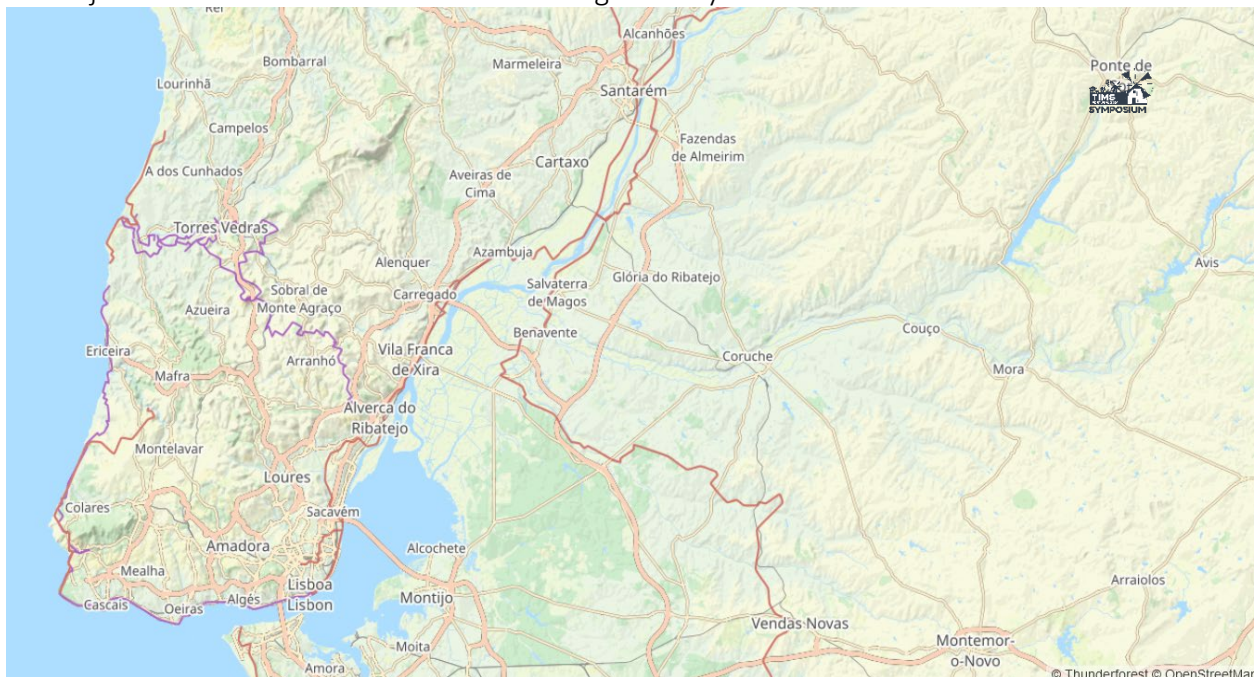 Alcanhões
Rei
Bombarral
Marmeleira
Ponte de
Lourinhã
Santarém
TIME
SYMPOSIUM
Campelos
Fazendas
de Almeirim
Cartaxo
A dos Cunhados
Aveiras de
Cima
Torres Vedras
Azambuja
Alenquer
Avis
Glória do Ribatejo
Salvaterra
de Magos
Sobral de
Monte Agraço
Carregado
Azueira
Benavente
Couço
Ericeira
Arranhó
Vila Franca
de Xira
Coruche
Mora
Mafra
Alverca do
Ribatejo
Montelavar
Loures
Colares
Sacavém
Amadora
Alcochete
Mealha
Lisboa
Lisbon
Arraiolos
Montijo
Cascais
Oeiras
Algés
Vendas Novas
Moita
Montemor-
o-Novo
Amora
© Thunderforest © OpenStreetMap